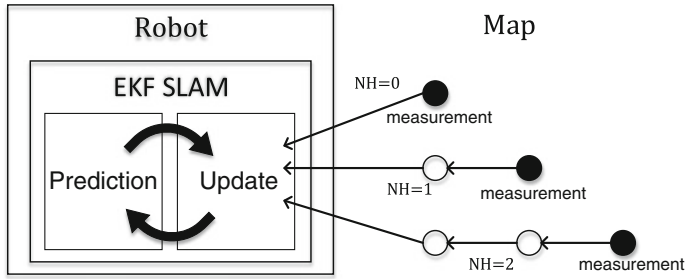 Robot
Map
EKF SLAM
Prediction
Update
NH=0
measurement
NH=1
measurement
NH=2
measurement